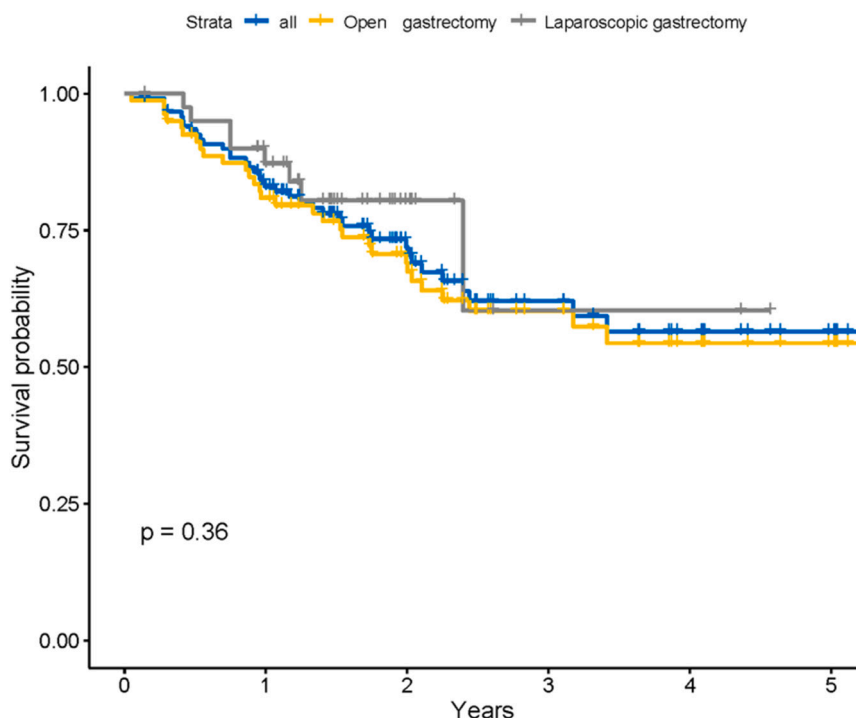 Strata all Open gastrectomy Laparoscopic gastrectomy
1.00
0.75
0.50
0.25
0.00
Survival probability
p = 0.36
0 1 2 3 4 5
Years